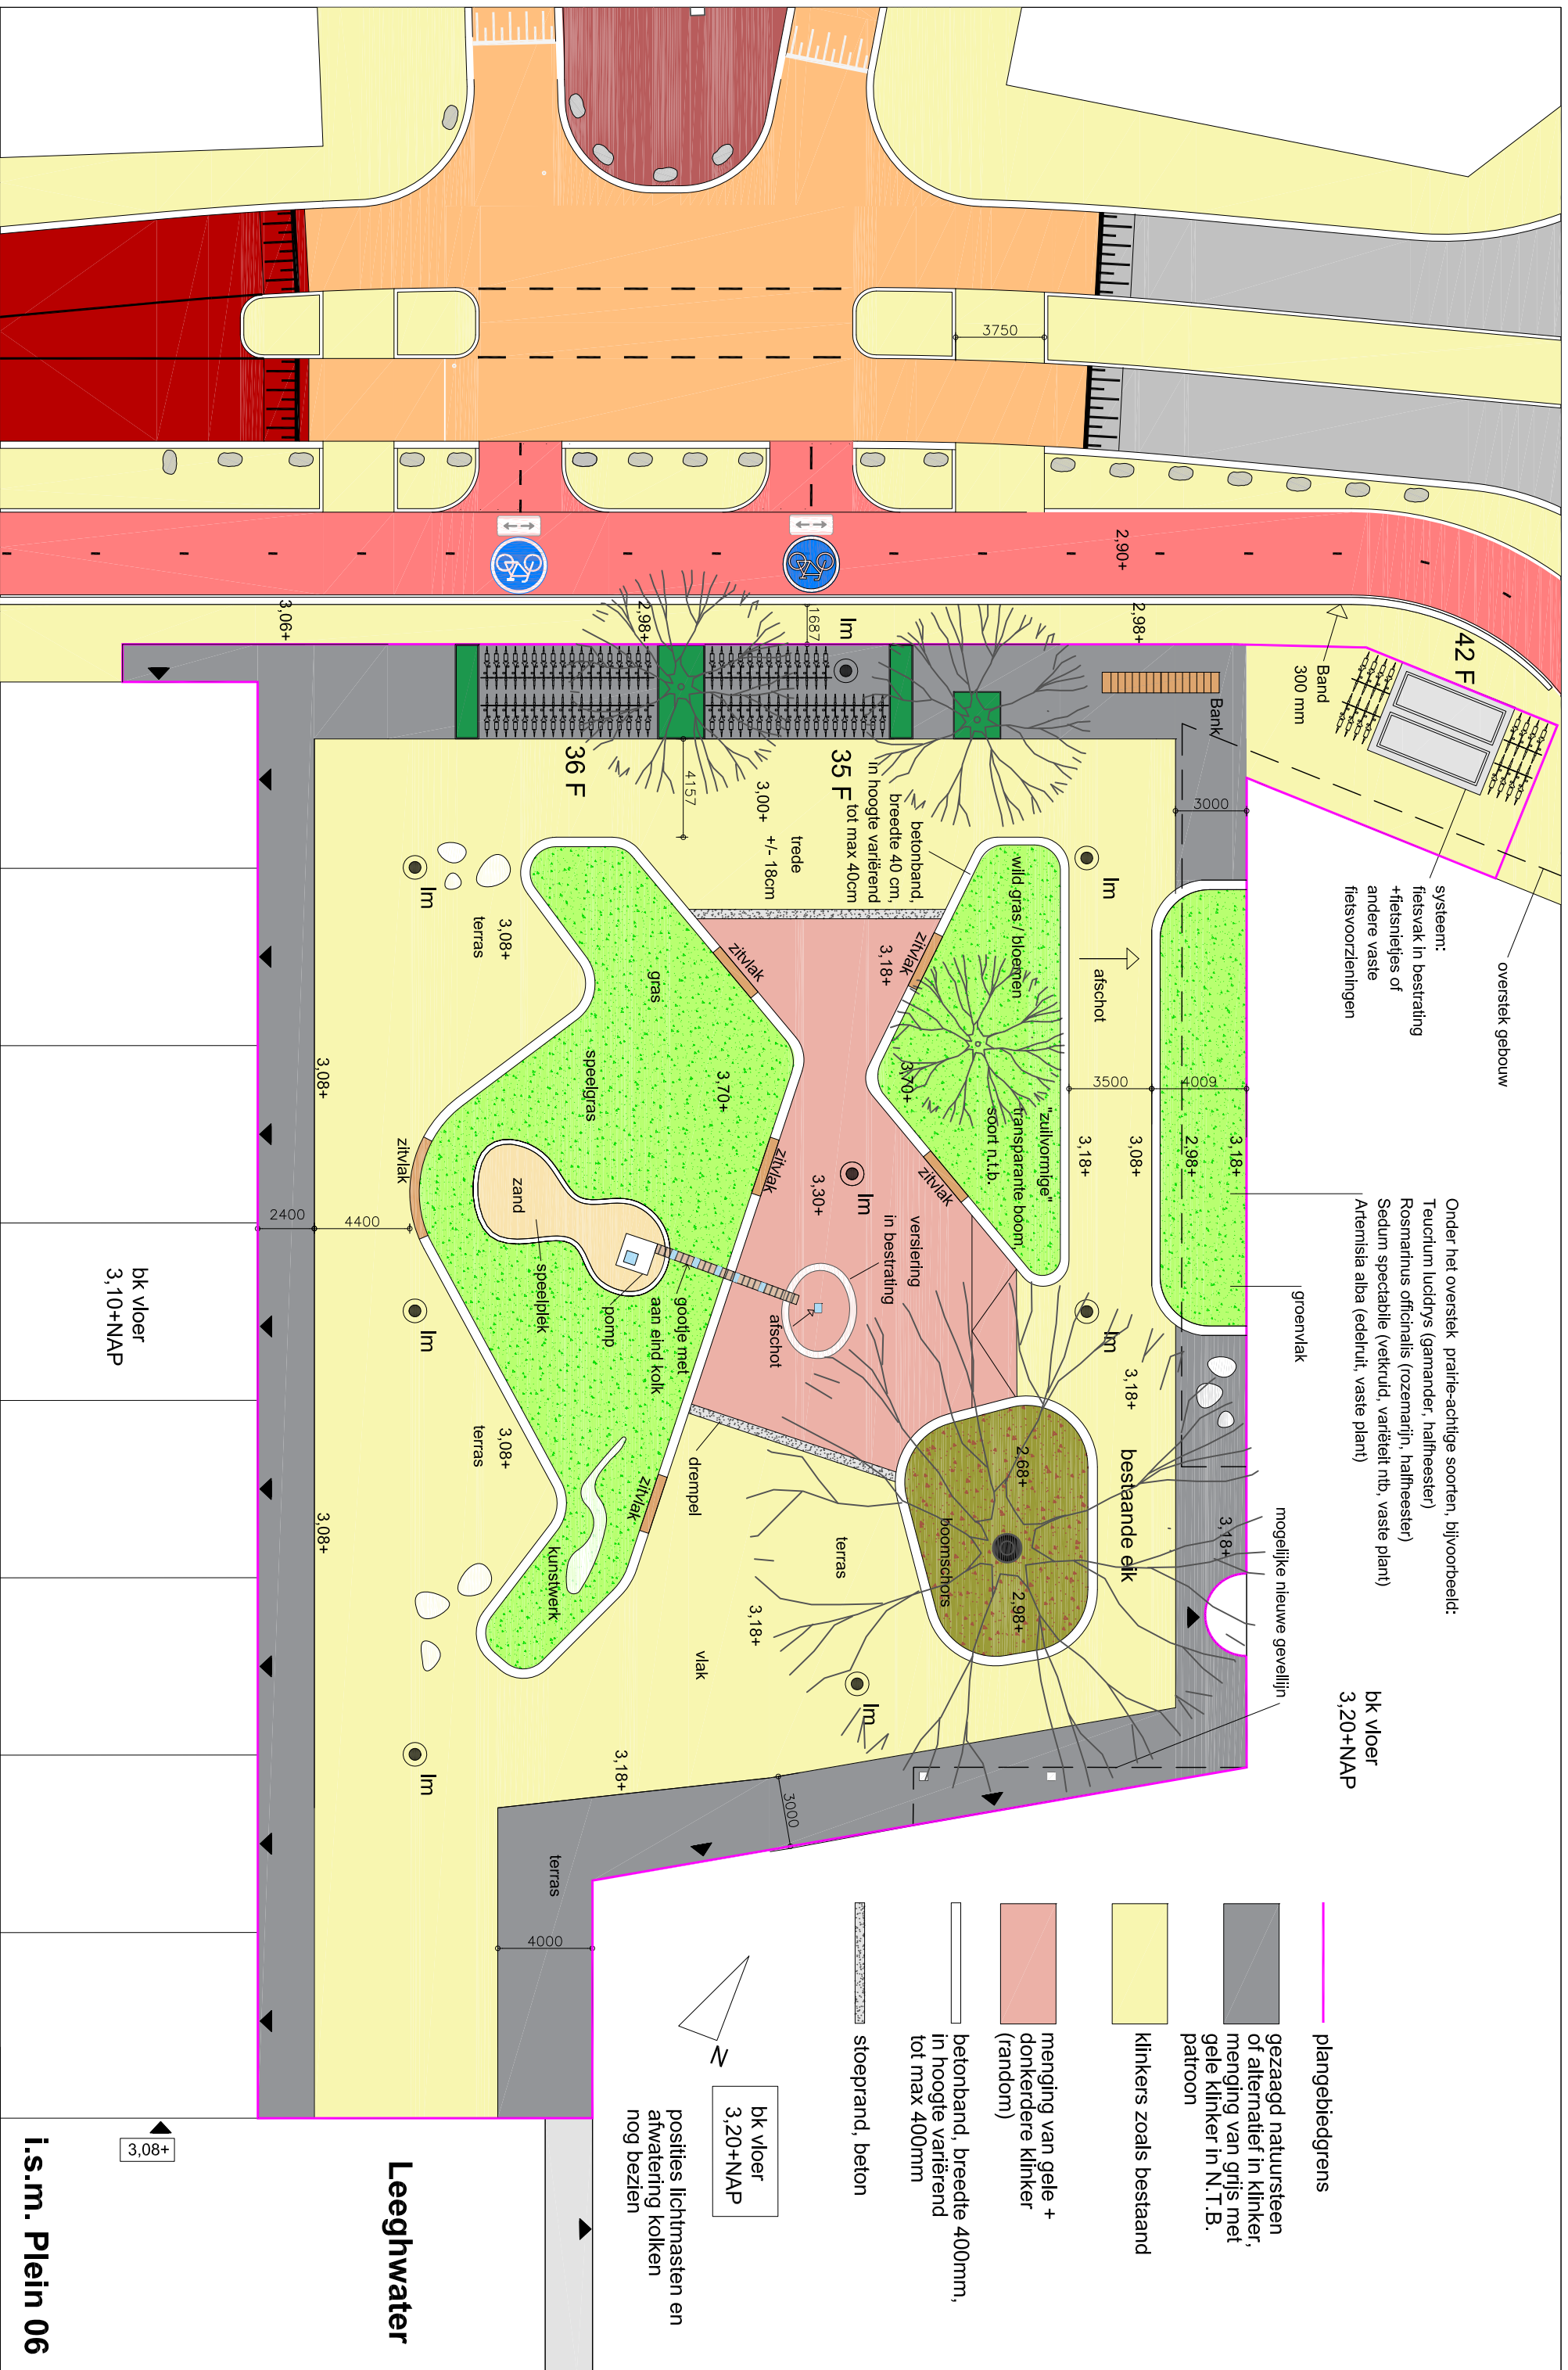 42 F
Band
300 mm
2,90+
2,98+
lm
1687
2,98+
3,06+
3750
Bank
3000
35 F
36 F
4157
3,00+
trede
+/- 18cm
betonband,
breedte 40 cm,
in hoogte variërend
tot max 40cm
systeem:
fietsvak in bestrating
+fietsnietjes of
andere vaste
fietsvoorzieningen
overstek gebouw
lm
wild gras / bloemen
afschot
zitvlak
3,18+
zitvlak
gras
lm
3,08+
terras
3500
4009
3,70+
3,70+
speelgras
3,08+
3,18+
2,98+
3,08+
3,18+
"zuilvormige"
transparante boom,
soort n.t.b.
zitvlak
lm
3,30+
zitvlak
zitvlak
zand
speelplek
pomp
2400
4400
Onder het overstek prairie-achtige soorten, bijvoorbeeld:
Teucrium lucidrys (gamander, halfheester)
Rosmarinus officinalis (rozemarijn, halfheester)
Sedum spectabile (vetkruid, variëteit ntb, vaste plant)
Artemisia alba (edelruit, vaste plant)
groenvlak
versiering
in bestrating
afschot
gootje met
aan eind kolk
lm
lm
bk vloer
3,10+NAP
3,18+
bestaande eik
2,68+
boomschors
2,98+
3,18+
mogelijke nieuwe gevellijn
drempel
zitvlak
3,08+
terras
3,08+
kunstwerk
terras
3,18+
vlak
lm
lm
3,18+
3000
bk vloer
3,20+NAP
terras
4000
plangebiedgrens
gezaagd natuursteen
of alternatief in klinker,
menging van grijs met
gele klinker in N.T.B.
patroon
klinkers zoals bestaand
menging van gele +
donkerdere klinker
(random)
betonband, breedte 400mm,
in hoogte variërend
tot max 400mm
stoeprand, beton
N
bk vloer
3,20+NAP
posities lichtmasten en
afwatering kolken
nog bezien
Leeghwater
3,08+
i.s.m. Plein 06